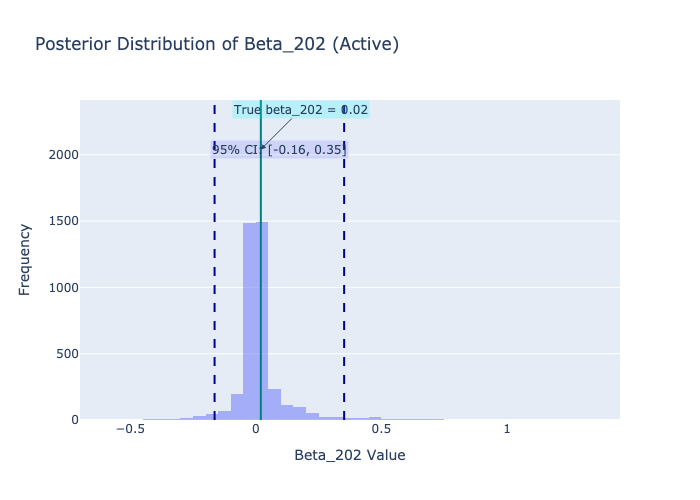 Posterior Distribution of Beta_202 (Active)
True beta_202 = 0.02
95% CI: [-0.16, 0.35]
2000
1500
1000
500
0
Frequency
−0.5
0
0.5
1
Beta_202 Value